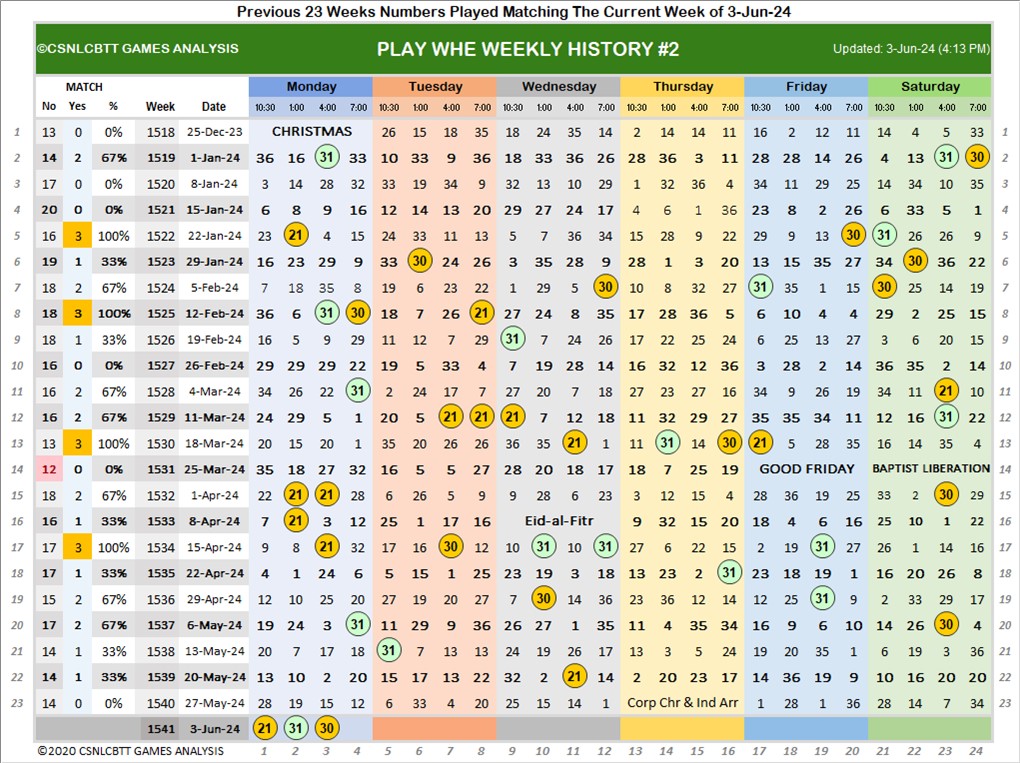 Previous 23 Weeks Numbers Played Matching The Current Week of 3-Jun-24
©CSNLCBTT GAMES ANALYSIS PLAY WHE WEEKLY HISTORY #2 Updated: 3-Jun-24 (4:13 PM)
MATCH Monday Tuesday Wednesday Thursday Friday Saturday
No Yes % Week Date 10:30 1:00 4:00 7:00 10:30 1:00 4:00 7:00 10:30 1:00 4:00 7:00 10:30 1:00 4:00 7:00 10:30 1:00 4:00 7:00 10:30 1:00 4:00 7:00
1 13 0 0% 1518 25-Dec-23 CHRISTMAS 26 15 18 35 18 24 35 14 2 14 14 11 16 2 12 11 14 4 5 33 1
2 14 2 67% 1519 1-Jan-24 36 16 31 33 10 33 9 36 18 33 36 26 28 36 3 11 28 28 14 26 4 13 31 30 2
3 17 0 0% 1520 8-Jan-24 3 14 28 32 33 19 34 9 32 13 10 29 1 32 36 4 34 11 29 25 14 34 10 35 3
4 20 0 0% 1521 15-Jan-24 6 8 9 16 12 14 13 20 29 27 24 17 4 6 1 36 23 8 2 26 6 33 5 1 4
5 16 3 100% 1522 22-Jan-24 23 21 4 15 24 33 11 13 5 7 36 34 15 28 9 22 29 9 13 30 31 26 26 9 5
6 19 1 33% 1523 29-Jan-24 16 23 29 9 33 30 24 26 3 35 28 9 28 1 3 20 13 15 35 27 34 30 36 22 6
7 18 2 67% 1524 5-Feb-24 7 18 35 8 19 6 23 22 1 29 5 30 10 8 32 27 31 35 1 15 30 25 14 19 7
8 18 3 100% 1525 12-Feb-24 36 6 31 30 18 7 26 21 27 24 8 35 17 28 36 5 6 10 4 4 29 2 25 15 8
9 18 1 33% 1526 19-Feb-24 16 5 9 29 11 12 7 29 31 7 24 26 17 22 25 24 6 25 13 27 3 6 20 15 9
10 16 0 0% 1527 26-Feb-24 29 29 29 22 19 5 33 4 7 19 28 14 16 32 12 36 3 28 2 14 36 35 2 14 10
11 16 2 67% 1528 4-Mar-24 34 26 22 31 2 24 17 7 27 20 7 18 27 23 27 16 34 9 26 18 34 11 21 29 11
12 16 2 67% 1529 11-Mar-24 24 29 5 1 20 5 21 21 21 7 12 18 11 32 29 27 35 35 34 11 12 16 31 22 12
13 13 3 100% 1530 18-Mar-24 20 15 20 1 35 20 26 26 36 35 21 13 11 31 14 30 21 5 28 35 16 14 35 4 13
14 12 0 0% 1531 25-Mar-24 35 18 27 32 16 5 5 27 28 20 18 17 18 7 25 19 GOOD FRIDAY BAPTIST LIBERATION 14
15 18 2 67% 1532 1-Apr-24 22 21 21 28 6 26 5 9 9 28 6 23 3 12 15 4 28 36 19 25 33 2 30 29 15
16 16 1 33% 1533 8-Apr-24 7 21 3 12 25 1 17 16 Eid-al-Fitr 9 32 15 20 18 4 6 16 25 10 1 22 16
17 17 3 100% 1534 15-Apr-24 9 8 21 32 17 16 30 12 10 31 10 31 27 6 22 15 2 19 31 27 26 1 14 16 17
18 17 1 33% 1535 22-Apr-24 4 1 24 6 5 15 1 25 23 19 3 18 13 23 2 31 23 18 19 1 16 20 26 8 18
19 15 2 67% 1536 29-Apr-24 12 10 25 20 27 19 20 27 7 30 14 36 23 36 12 14 12 25 31 9 2 33 29 17 19
20 17 2 67% 1537 6-May-24 19 24 3 31 11 29 9 36 26 27 1 35 11 4 35 34 16 9 6 10 14 26 30 4 20
21 14 1 33% 1538 13-May-24 20 7 17 18 31 7 13 13 24 19 26 17 13 3 5 24 19 20 35 1 6 19 3 36 21
22 14 1 33% 1539 20-May-24 13 10 2 20 15 17 13 22 32 2 21 14 2 20 23 17 14 36 19 9 10 16 20 20 22
23 14 0 0% 1540 27-May-24 28 19 15 12 6 33 4 20 25 15 14 1 Corp Chr & Ind Arr 1 28 1 36 28 14 7 34 23
1541 3-Jun-24 21 31 30
©2020 CSNLCBTT GAMES ANALYSIS 1 2 3 4 5 6 7 8 9 10 11 12 13 14 15 16 17 18 19 20 21 22 23 24